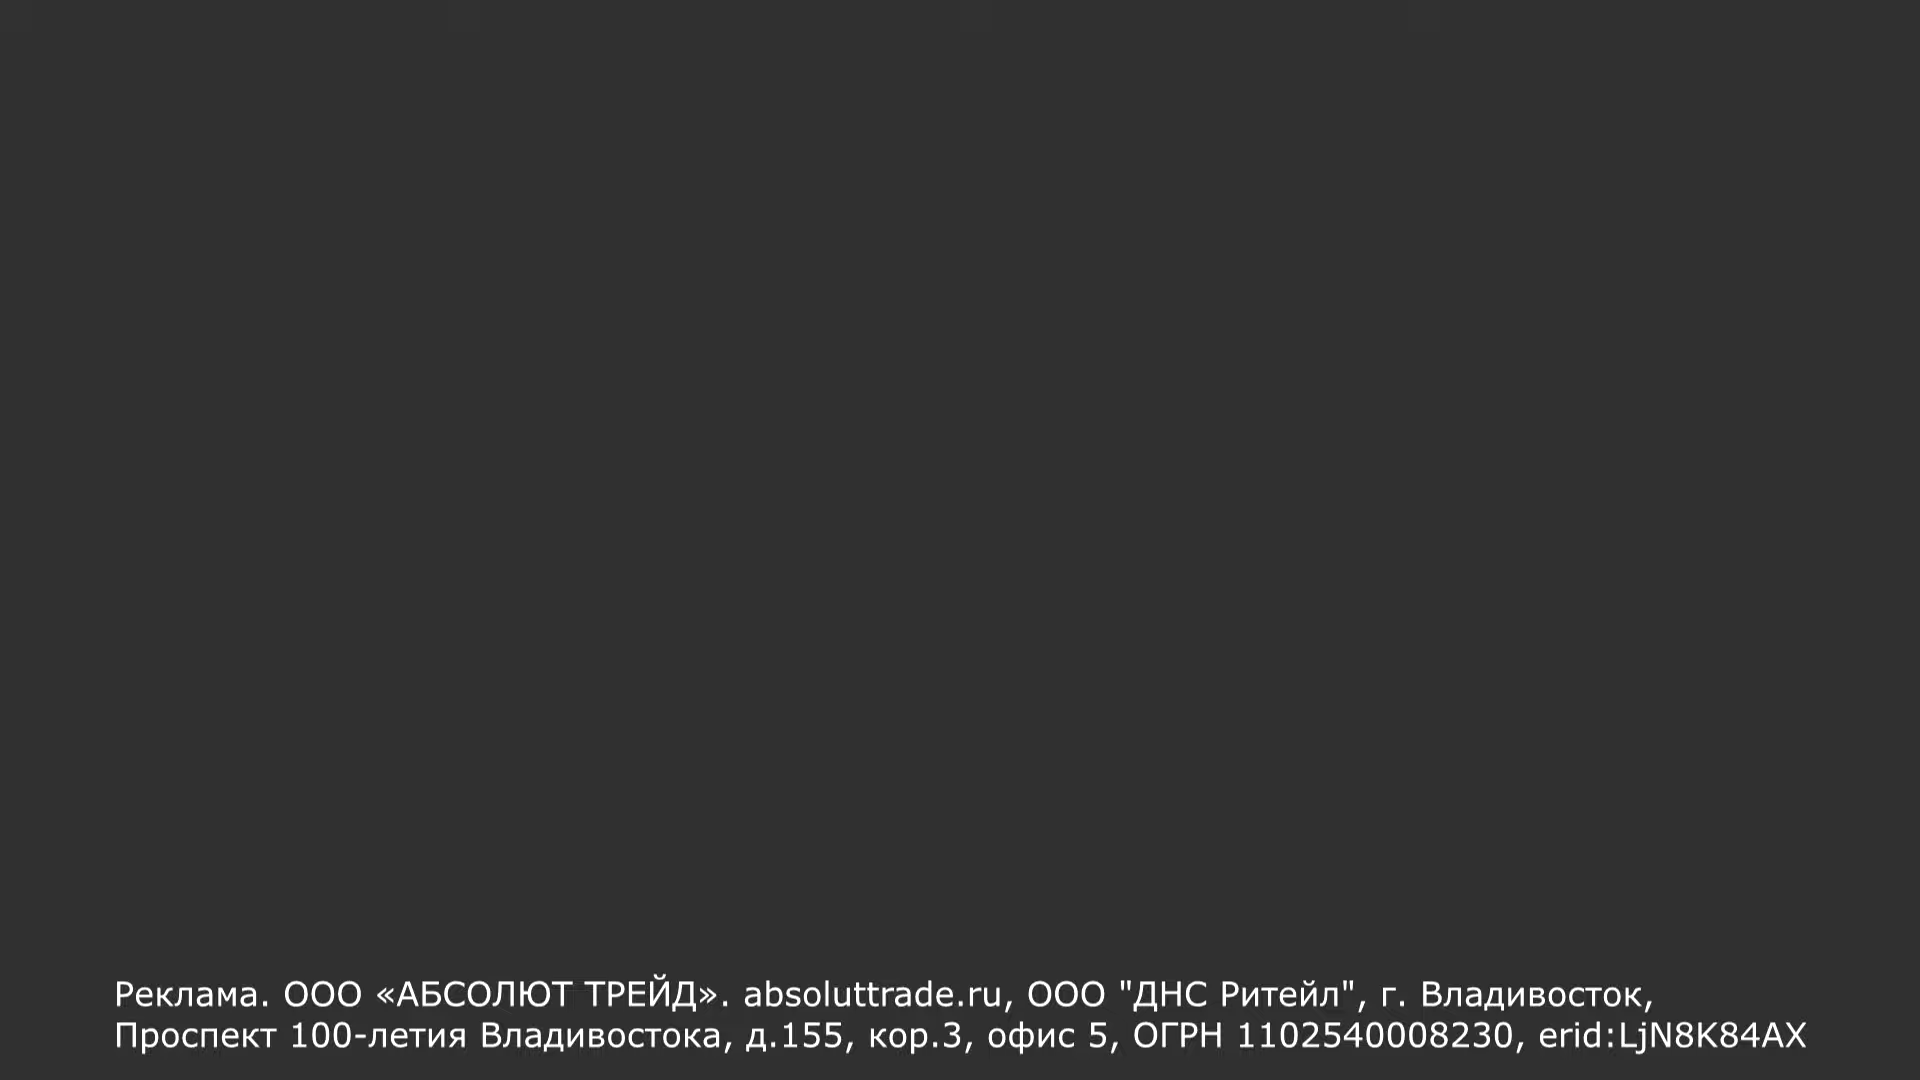 Реклама. ООО «АБСОЛЮТ ТРЕЙД». absoluttrade.ru, ООО "ДНС Ритейл", г. Владивосток,
Проспект 100-летия Владивостока, д.155, кор.3, офис 5, ОГРН 1102540008230, erid:LjN8K84AX